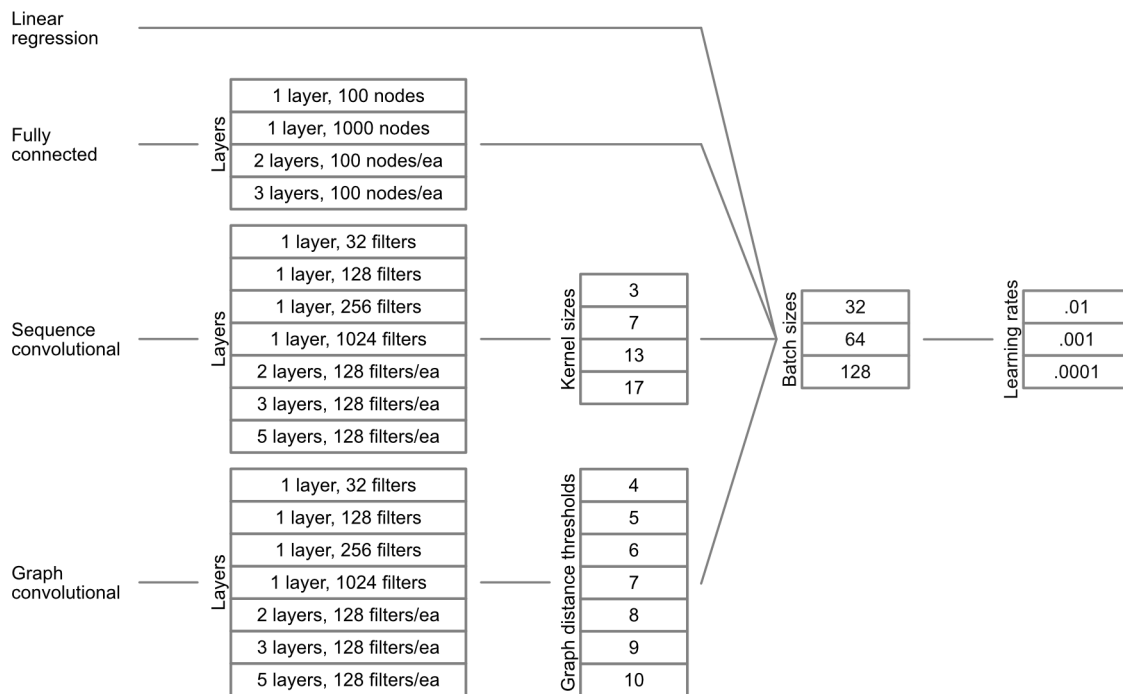 Linear
regression
Fully
connected
Layers
1 layer, 100 nodes
1 layer, 1000 nodes
2 layers, 100 nodes/ea
3 layers, 100 nodes/ea
Sequence
convolutional
Layers
1 layer, 32 filters
1 layer, 128 filters
1 layer, 256 filters
1 layer, 1024 filters
2 layers, 128 filters/ea
3 layers, 128 filters/ea
5 layers, 128 filters/ea
Kernel sizes
3
7
13
17
Graph
convolutional
Layers
1 layer, 32 filters
1 layer, 128 filters
1 layer, 256 filters
1 layer, 1024 filters
2 layers, 128 filters/ea
3 layers, 128 filters/ea
5 layers, 128 filters/ea
Graph distance thresholds
4
5
6
7
8
9
10
Batch sizes
32
64
128
Learning rates
.01
.001
.0001